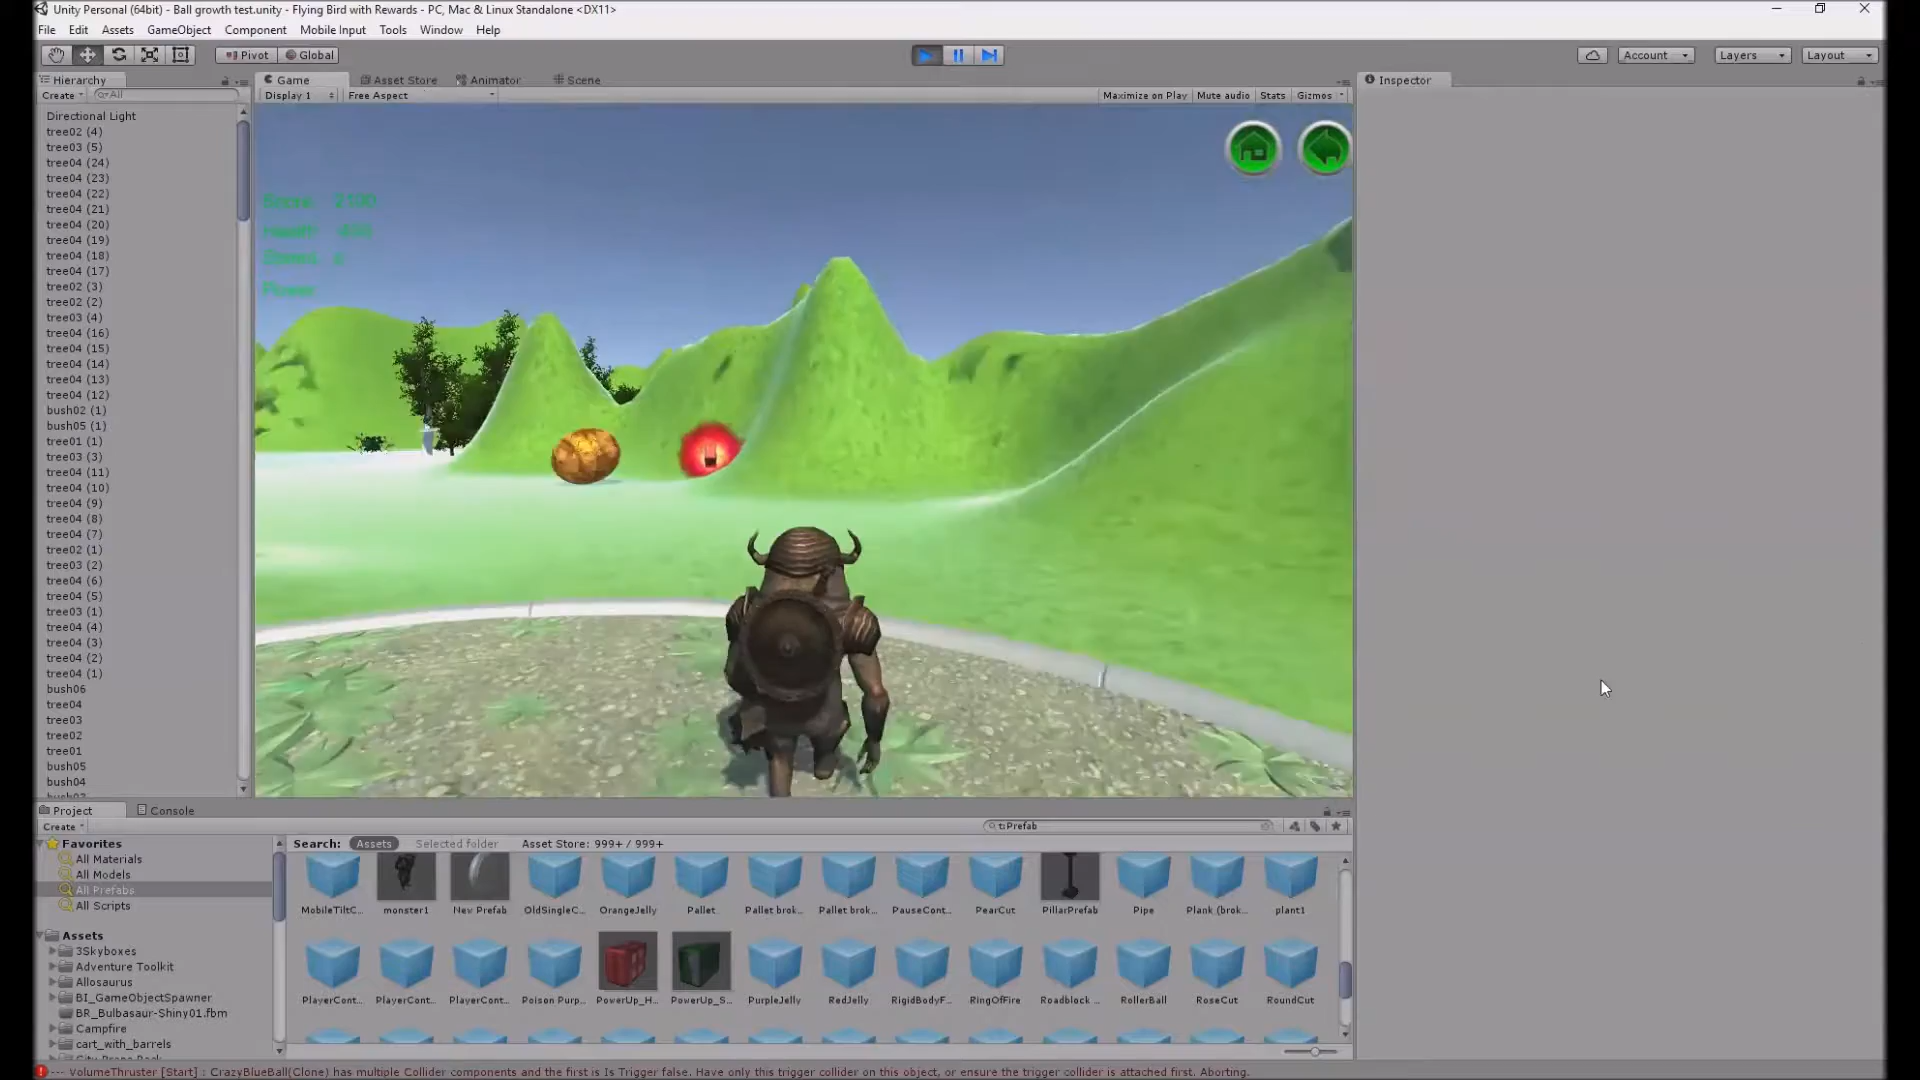 Unity Personal (64bit) - Ball growth test.unity - Flying Bird with Rewards - PC, Mac & Linux Standalone <DX11>
File Edit Assets GameObject Component Mobile Input Tools Window Help
Pivot Global Account Layers Layout
Hierarchy Game Asset Store Animator Scene Inspector
Create All Display 1 Free Aspect Maximize on Play Mute audio Stats Gizmos
Directional Light
tree02 (4)
tree03 (5)
tree04 (24)
tree04 (23)
tree04 (22)
tree04 (21)
tree04 (20)
tree04 (19)
tree04 (18)
tree04 (17)
tree02 (3)
tree02 (2)
tree03 (4)
tree04 (16)
tree04 (15)
tree04 (14)
tree04 (13)
tree04 (12)
bush02 (1)
bush05 (1)
tree01 (1)
tree03 (3)
tree04 (11)
tree04 (10)
tree04 (9)
tree04 (8)
tree04 (7)
tree02 (1)
tree03 (2)
tree04 (6)
tree04 (5)
tree03 (1)
tree04 (4)
tree04 (3)
tree04 (2)
tree04 (1)
bush06
tree04
tree03
tree02
tree01
bush05
bush04
Score 2100
Health
Speed
Power
Project Console
Create t:Prefab
Favorites
All Materials
All Models
All Prefabs
All Scripts
Assets
3Skyboxes
Adventure Toolkit
Allosaurus
BI_GameObjectSpawner
BR_Bulbasaur-Shiny01.fbm
Campfire
cart_with_barrels
Search: Assets Selected folder Asset Store: 999+ / 999+
MobileTiltC... monster1 New Prefab OldSingleC... OrangeJelly Pallet Pallet brok... Pallet brok... PauseCont... PearCut PillarPrefab Pipe Plank (brok... plant1
PlayerCont... PlayerCont... PlayerCont... Poison Purp... PowerUp_H... PowerUp_S... PurpleJelly RedJelly RigidBodyF... RingOfFire Roadblock ... RollerBall RoseCut RoundCut
--- VolumeThruster [Start] : CrazyBlueBall(Clone) has multiple Collider components and the first is Is Trigger false. Have only this trigger collider on this object, or ensure the trigger collider is attached first. Aborting.